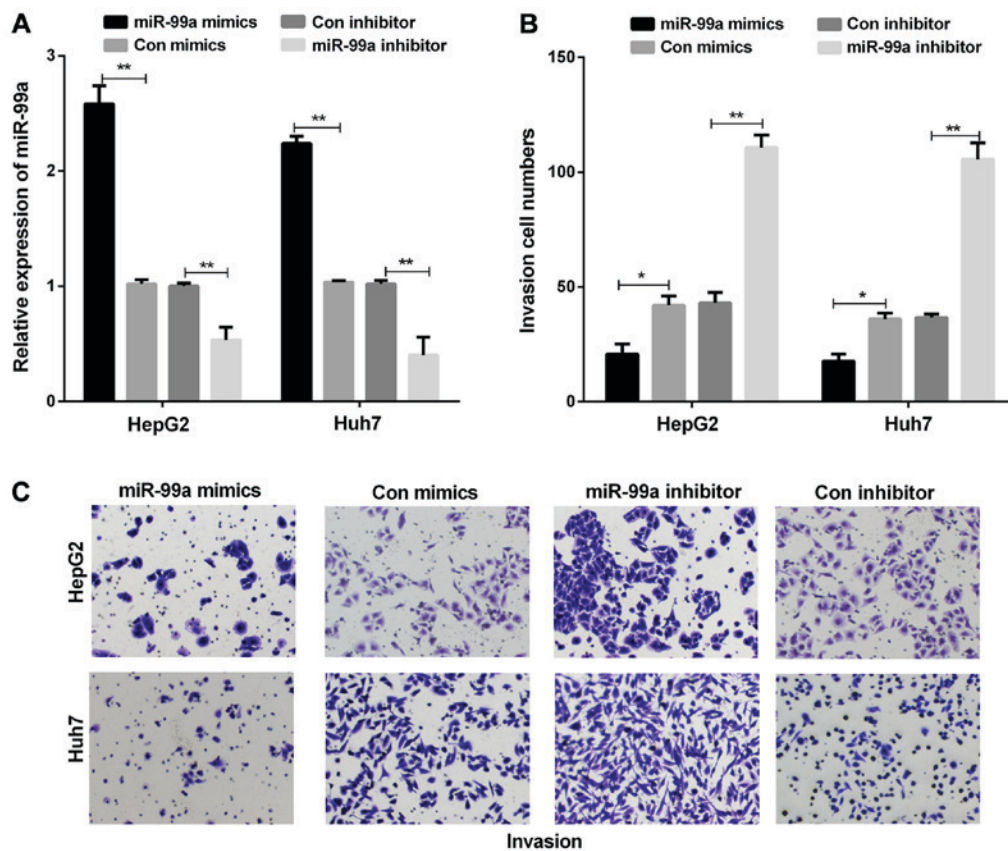 A
miR-99a mimics
Con inhibitor
Con mimics
miR-99a inhibitor
Relative expression of miR-99a
3
2
1
0
**
**
**
**
HepG2
Huh7
B
miR-99a mimics
Con inhibitor
Con mimics
miR-99a inhibitor
Invasion cell numbers
150
100
50
0
*
**
*
**
HepG2
Huh7
C
miR-99a mimics
Con mimics
miR-99a inhibitor
Con inhibitor
HepG2
Huh7
Invasion